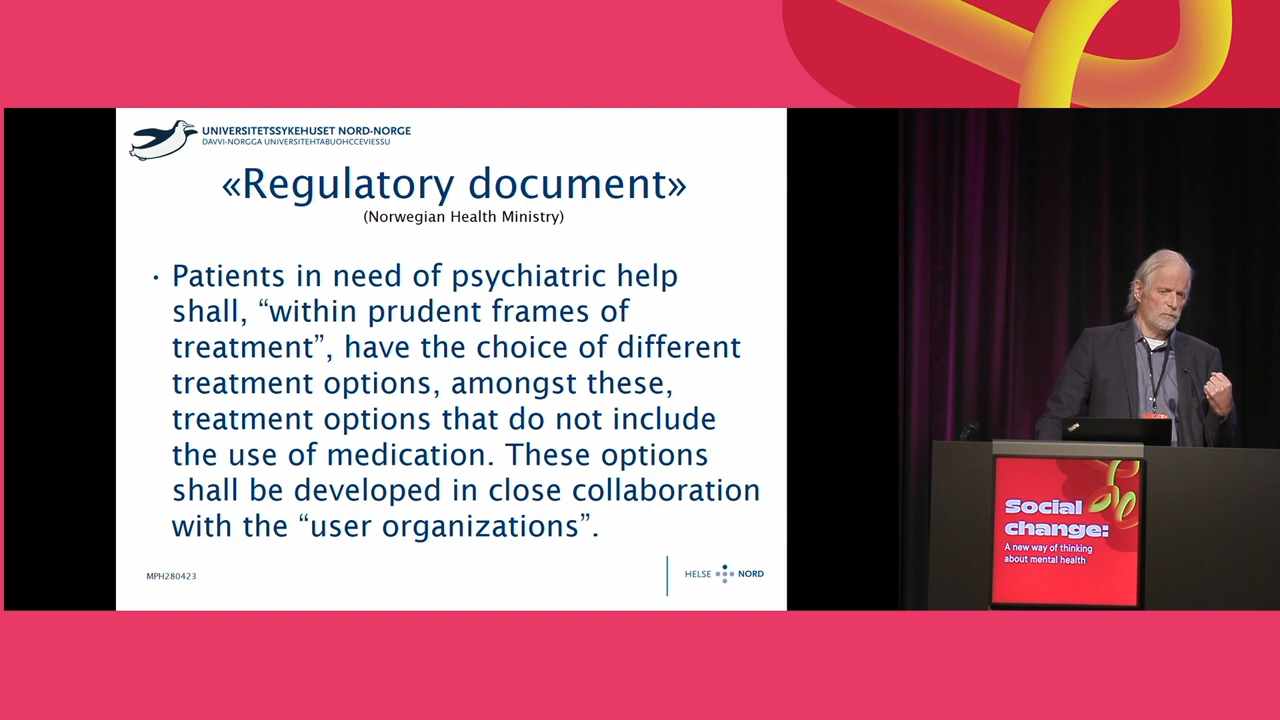 UNIVERSITETSSYKEHUSET NORD-NORGE
DAVVI-NORGGA UNIVERSITEHTABUOHCCEVIESSU
«Regulatory document»
(Norwegian Health Ministry)
• Patients in need of psychiatric help
shall, “within prudent frames of
treatment”, have the choice of different
treatment options, amongst these,
treatment options that do not include
the use of medication. These options
shall be developed in close collaboration
with the “user organizations”.
MPH280423
HELSE NORD
Social
change:
A new way of thinking
about mental health